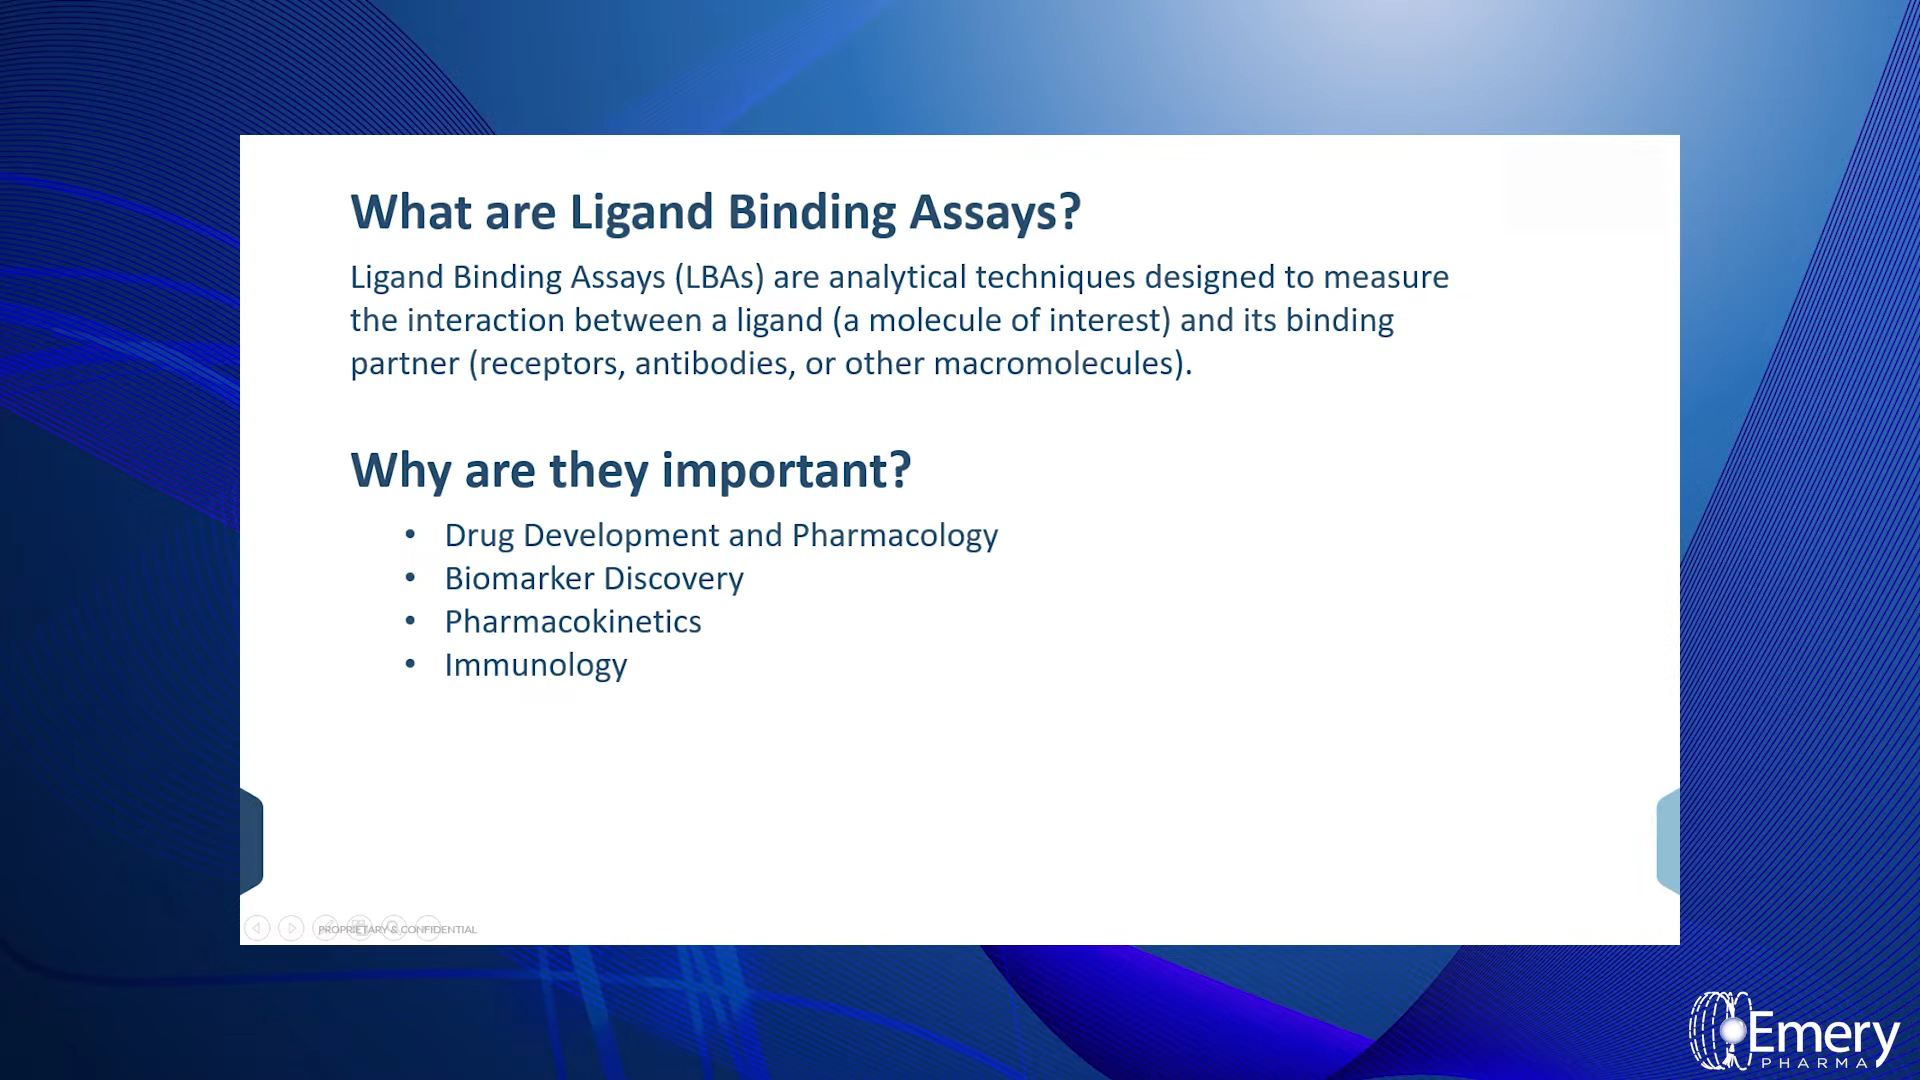 What are Ligand Binding Assays?
Ligand Binding Assays (LBAs) are analytical techniques designed to measure
the interaction between a ligand (a molecule of interest) and its binding
partner (receptors, antibodies, or other macromolecules).
Why are they important?
• Drug Development and Pharmacology
• Biomarker Discovery
• Pharmacokinetics
• Immunology
PROPRIETARY & CONFIDENTIAL
Emery
PHARMA